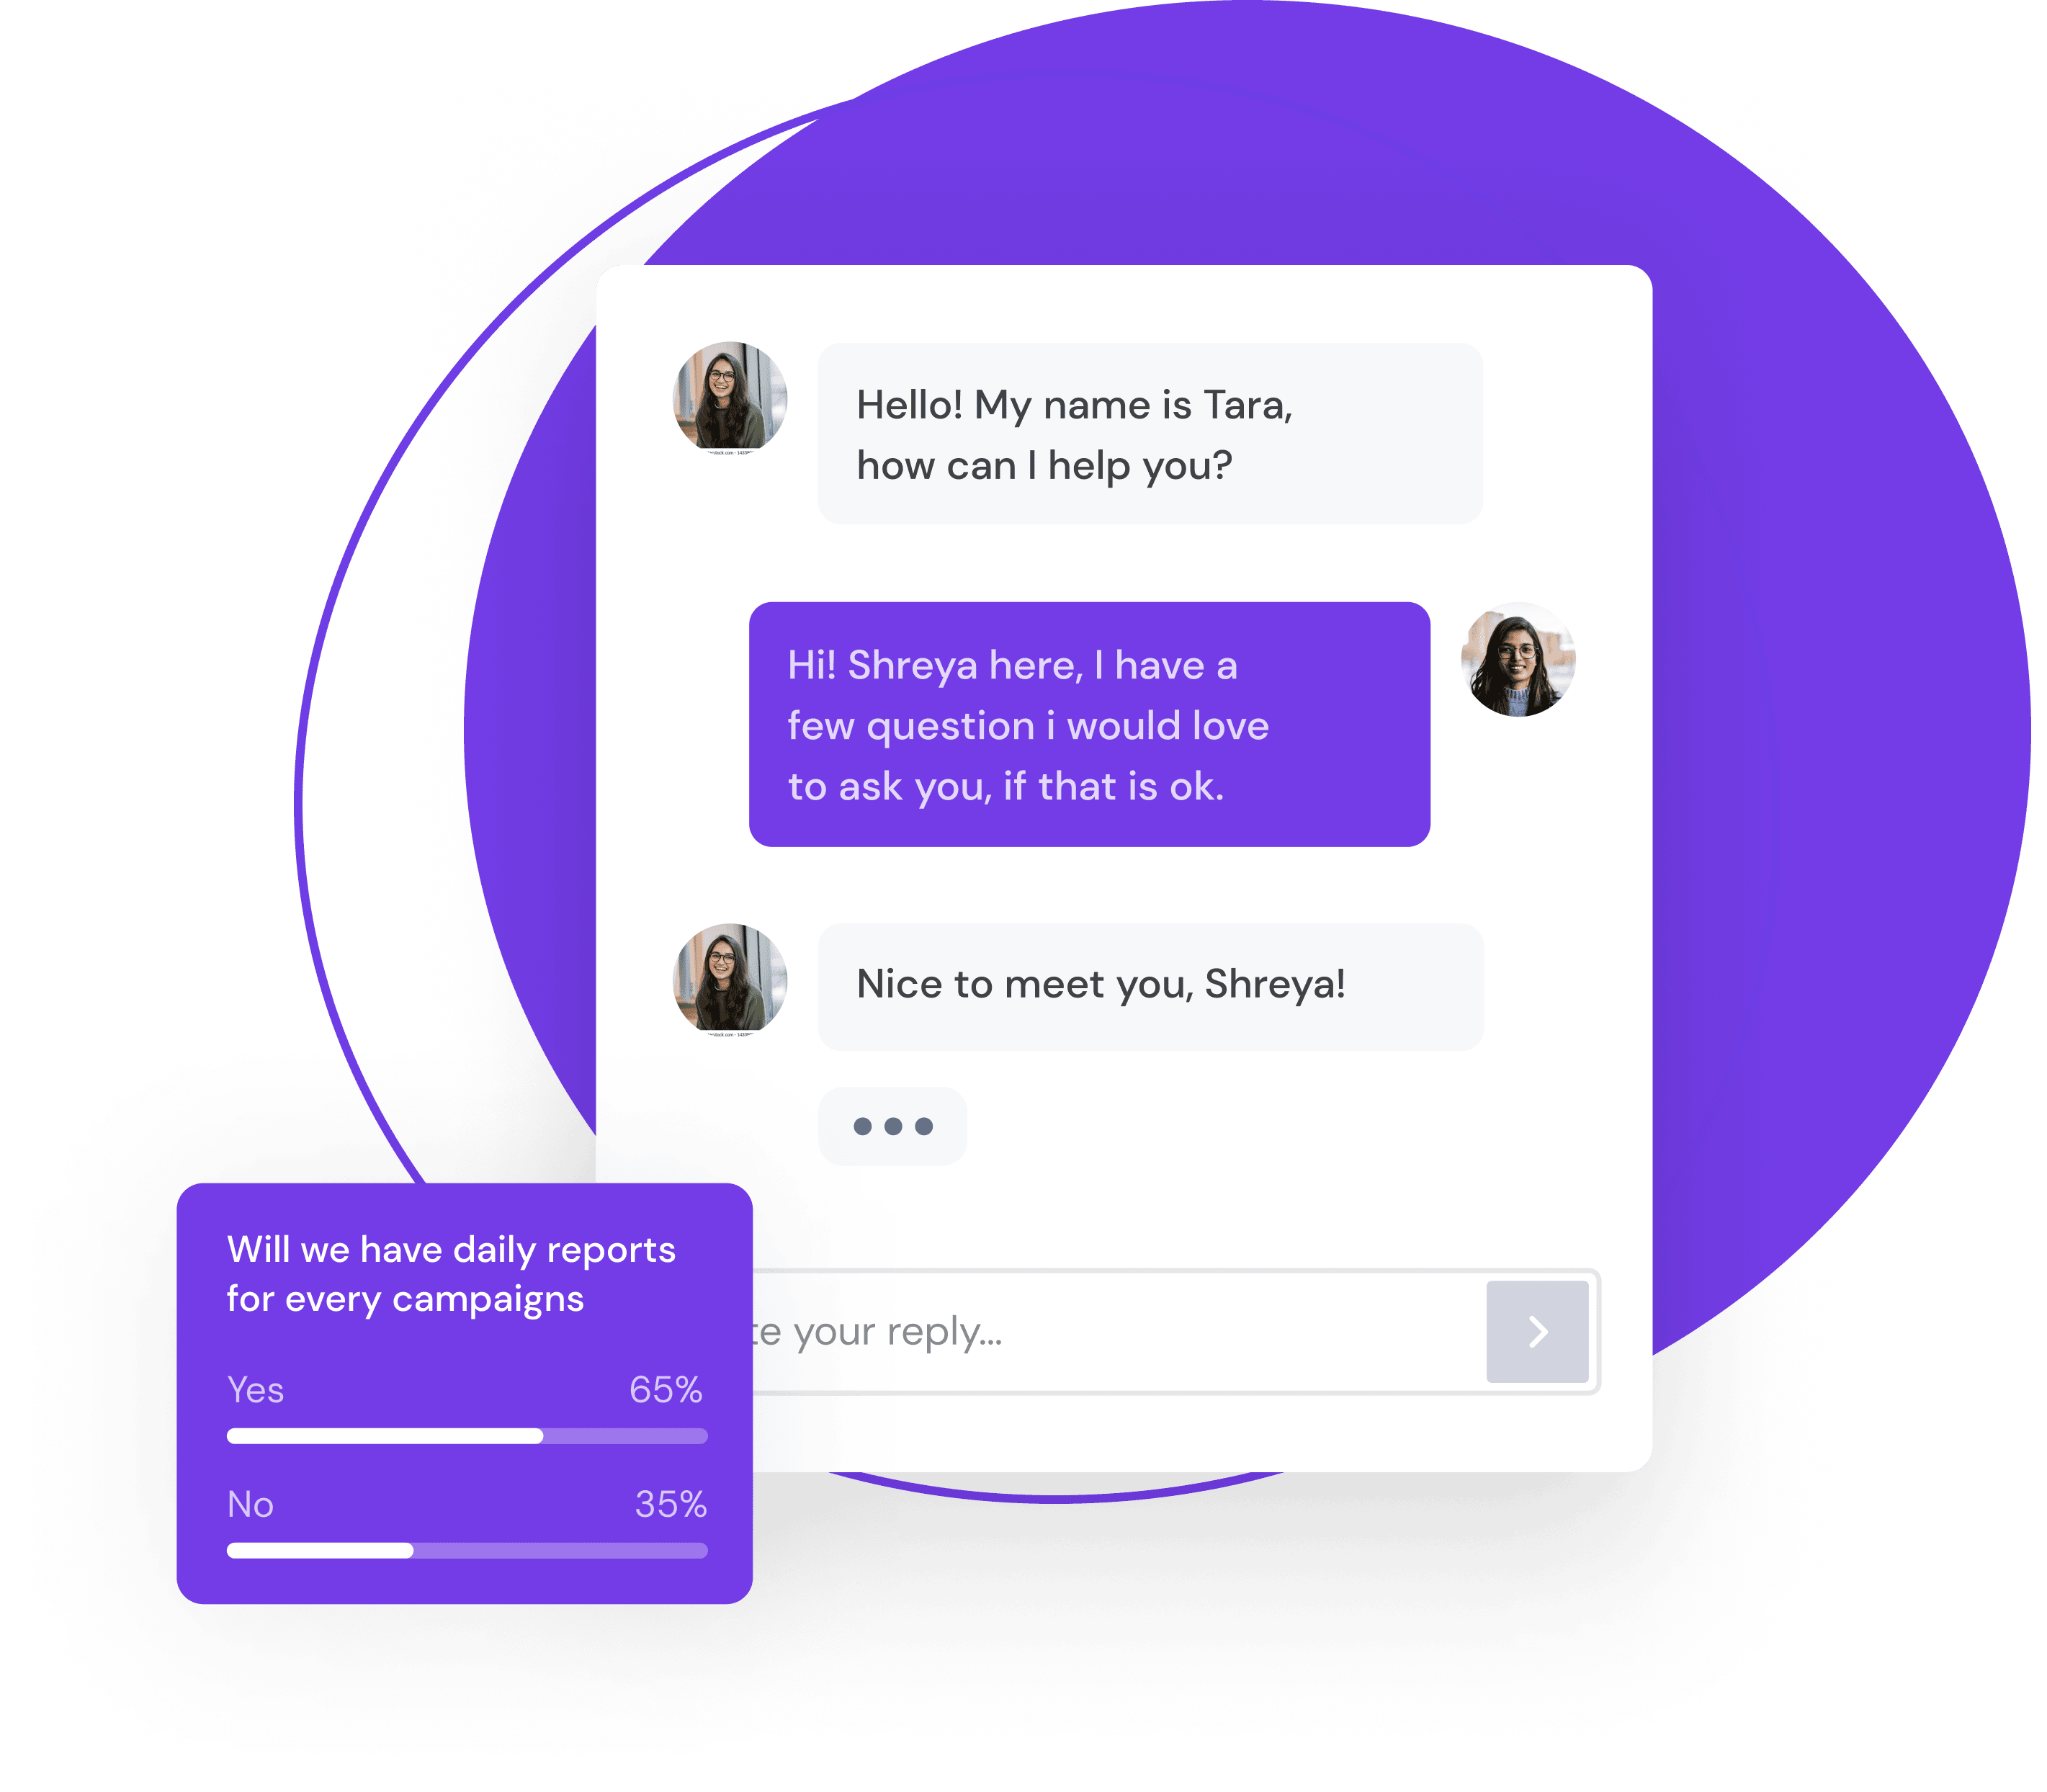 Hello! My name is Tara,
how can I help you?
Hi! Shreya here, I have a
few question i would love
to ask you, if that is ok.
Nice to meet you, Shreya!
Will we have daily reports
for every campaigns
Yes 65%
No 35%
your reply...